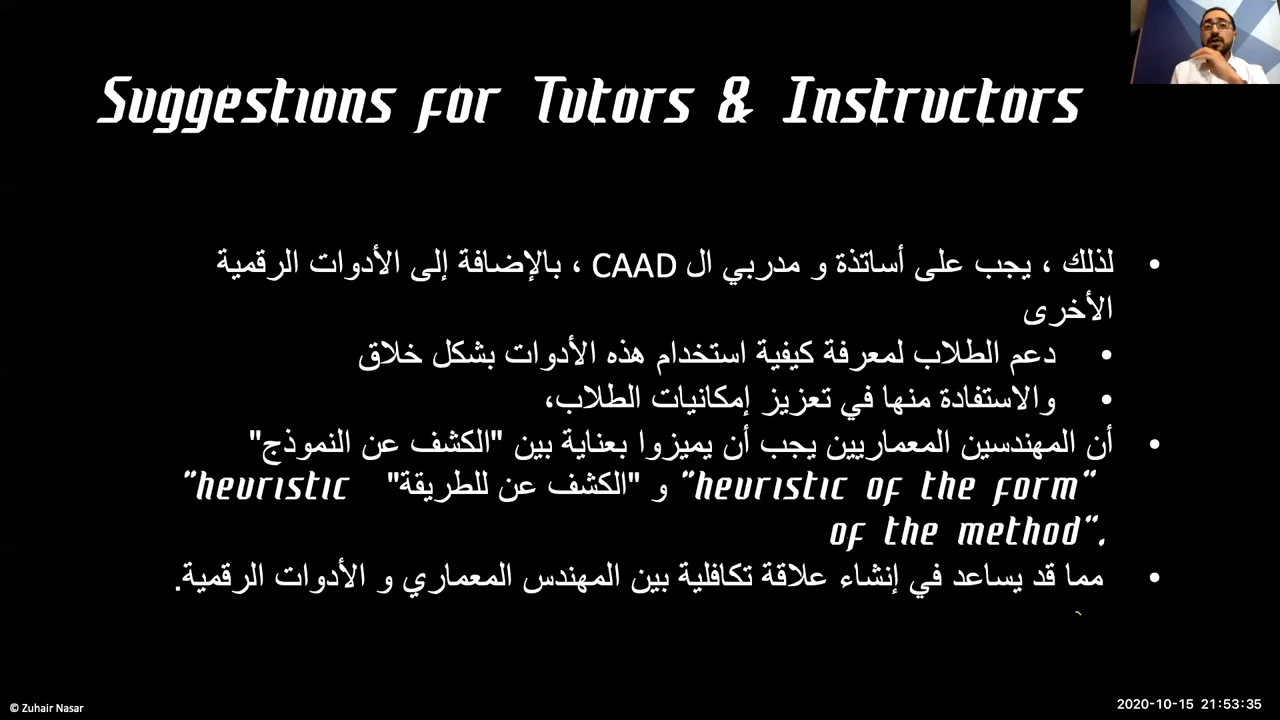 Suggestions for Tutors & Instructors
• لذلك ، يجب على أساتذة و مدربي ال CAAD ، بالإضافة إلى الأدوات الرقمية
الأخرى
• دعم الطلاب لمعرفة كيفية استخدام هذه الأدوات بشكل خلاق
• والاستفادة منها في تعزيز إمكانيات الطلاب،
• أن المهندسين المعماريين يجب أن يميزوا بعناية بين "الكشف عن النموذج"
"heuristic of the form" و "الكشف عن للطريقة" "heuristic
of the method".
• مما قد يساعد في إنشاء علاقة تكافلية بين المهندس المعماري و الأدوات الرقمية.
© Zuhair Nasar
2020-10-15 21:53:35